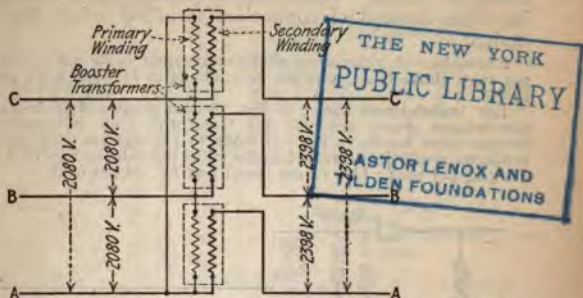 Primary
Winding
Secondary
Winding
Booster
Transformers
THE NEW YORK
PUBLIC LIBRARY
ASTOR LENOX AND
TILDEN FOUNDATIONS
C
C
2080 V.
2080 V.
2398 V.
2398 V.
B
B
2080 V.
2398 V.
A
A